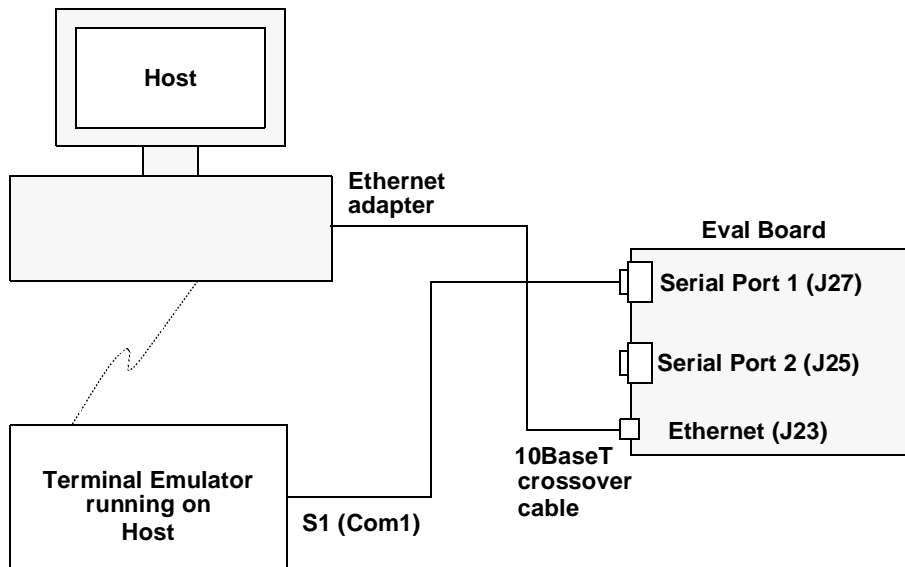 Host
Ethernet
adapter
Eval Board
Serial Port 1 (J27)
Serial Port 2 (J25)
Ethernet (J23)
10BaseT
crossover
cable
Terminal Emulator
running on
Host
S1 (Com1)